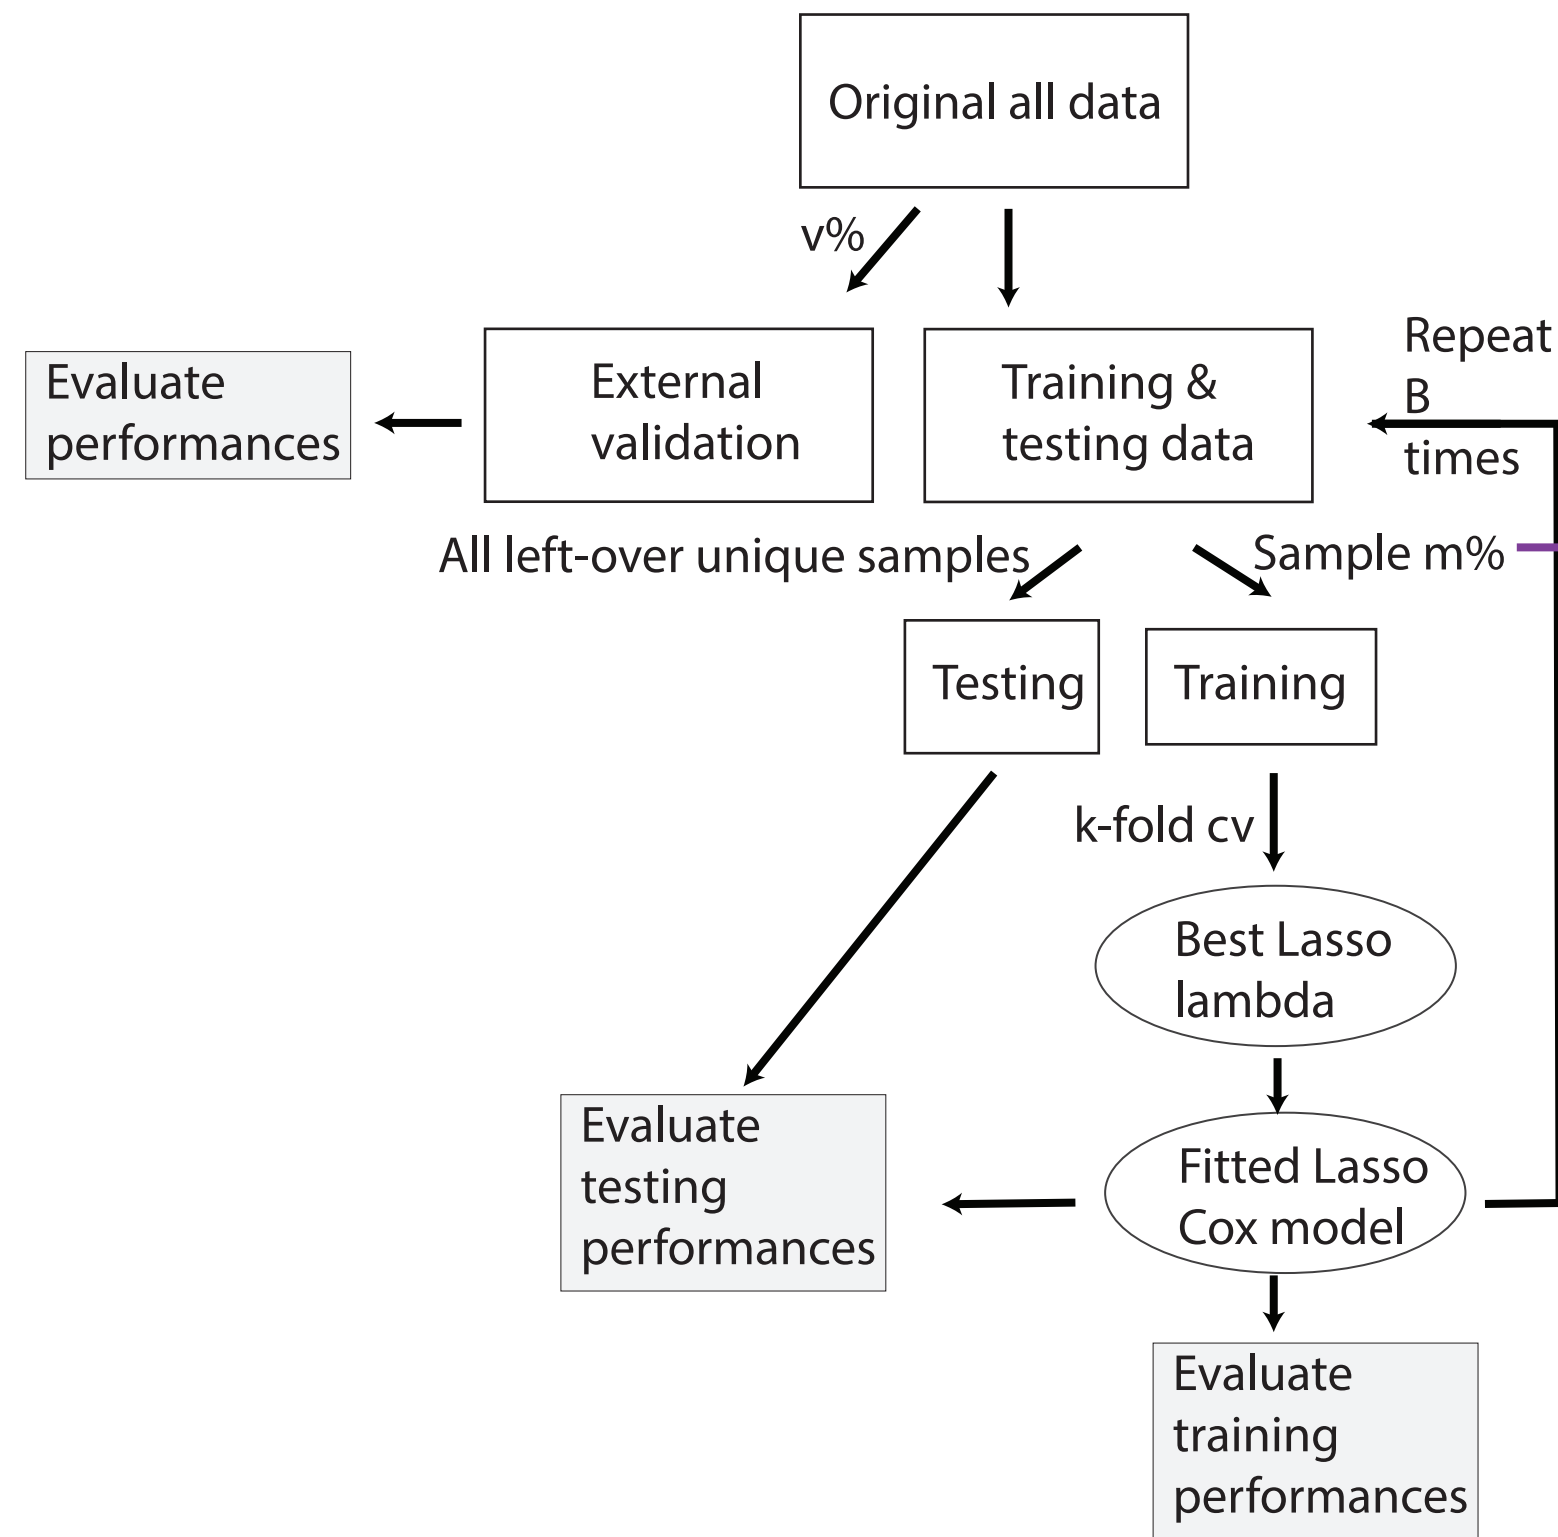 Original all data
v%
Evaluate
performances
External
validation
Training &
testing data
Repeat
B
times
All left-over unique samples
Sample m%
Testing
Training
k-fold cv
Best Lasso
lambda
Evaluate
testing
performances
Fitted Lasso
Cox model
Evaluate
training
performances